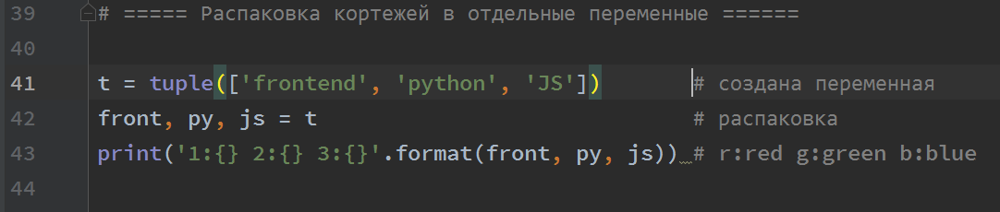 39 # ===== Распаковка кортежей в отдельные переменные ======
40
41 t = tuple(['frontend', 'python', 'JS']) # создана переменная
42 front, py, js = t # распаковка
43 print('1:{} 2:{} 3:{}'.format(front, py, js)) # r:red g:green b:blue
44